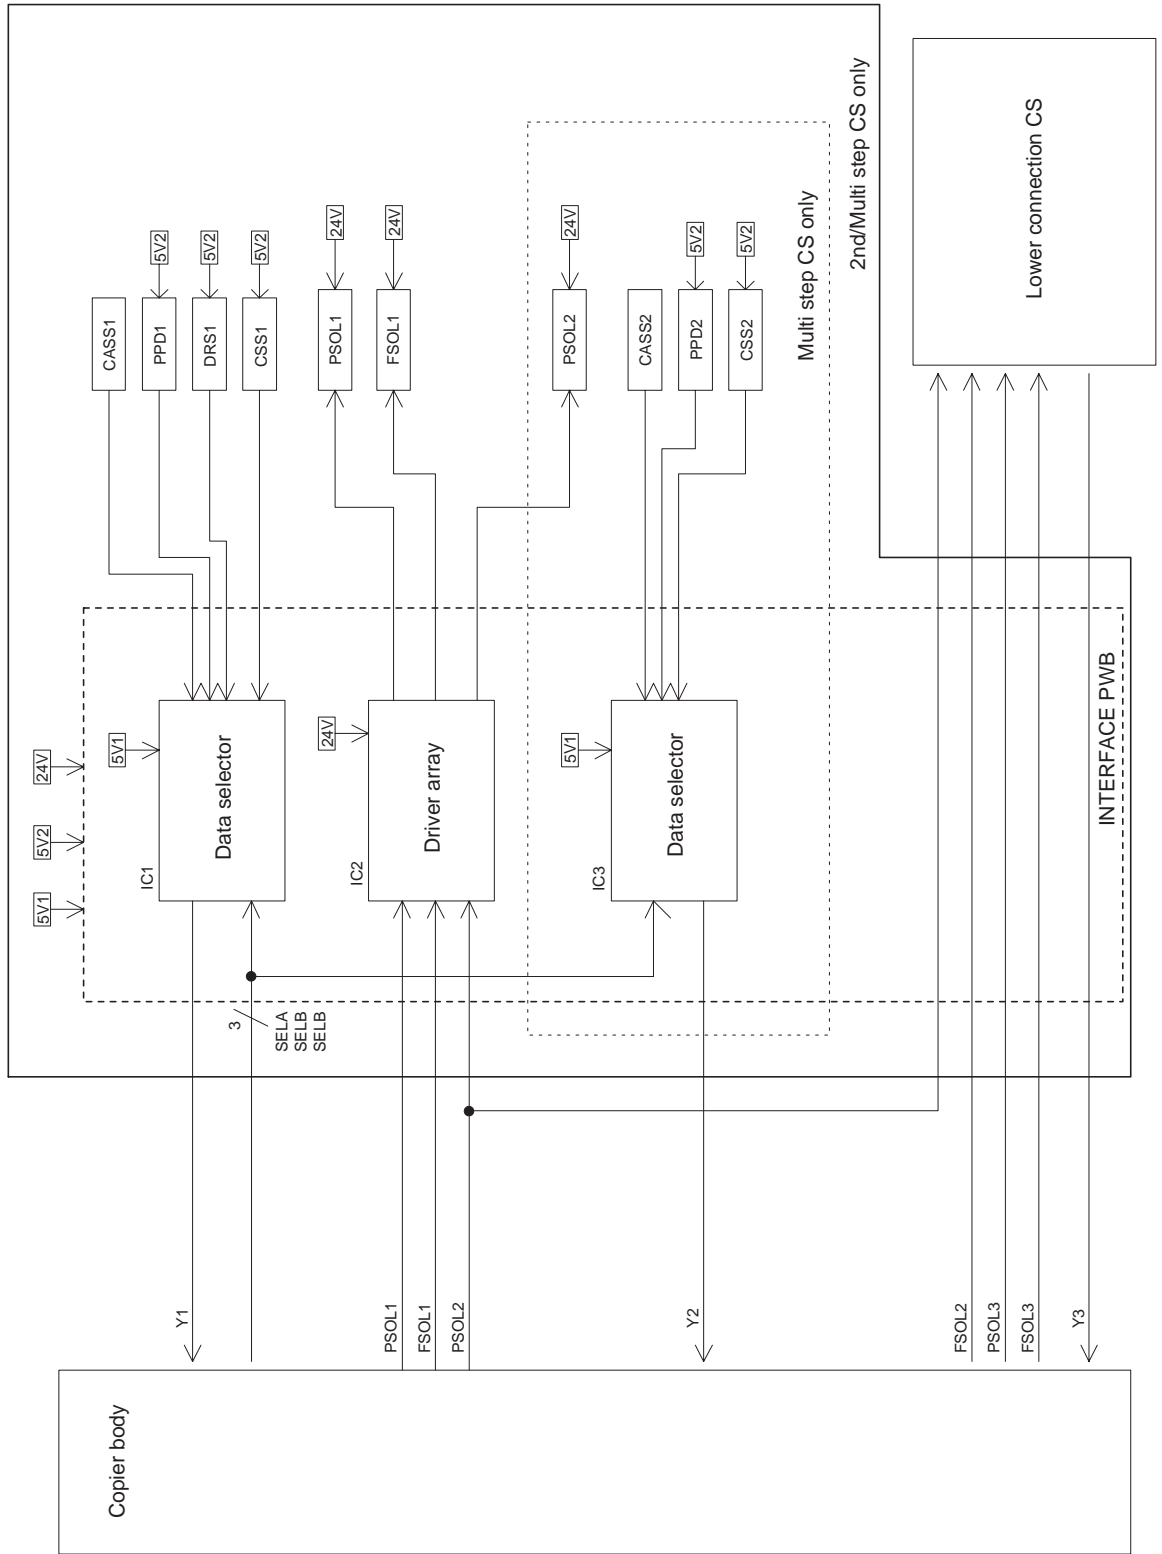 Copier body
Y1
3
SELA
SELB
SELB
PSOL1
FSOL1
PSOL2
Y2
FSOL2
PSOL3
FSOL3
Y3
5V1
5V2
24V
IC1
Data selector
5V1
IC2
Driver array
24V
IC3
Data selector
5V1
INTERFACE PWB
CASS1
PPD1
5V2
DRS1
5V2
CSS1
5V2
PSOL1
24V
FSOL1
24V
PSOL2
24V
CASS2
PPD2
5V2
CSS2
5V2
Multi step CS only
2nd/Multi step CS only
Lower connection CS